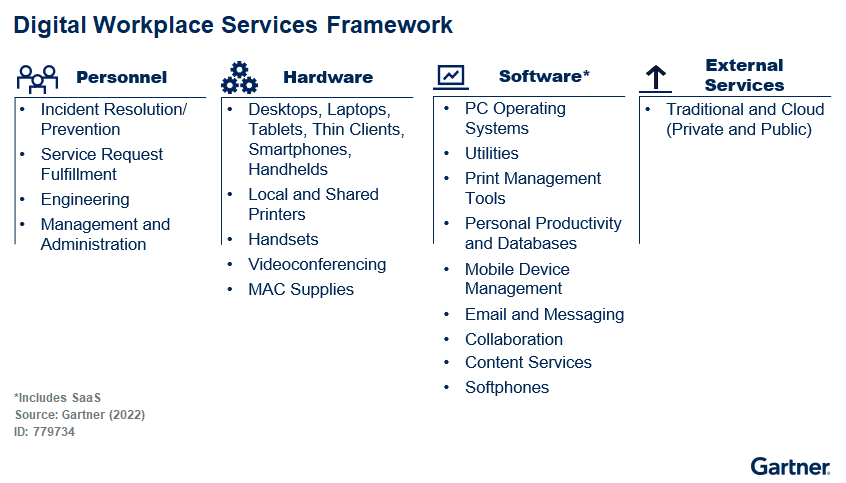 Digital Workplace Services Framework
Personnel
• Incident Resolution/
Prevention
• Service Request
Fulfillment
• Engineering
• Management and
Administration
Hardware
• Desktops, Laptops,
Tablets, Thin Clients,
Smartphones,
Handhelds
• Local and Shared
Printers
• Handsets
• Videoconferencing
• MAC Supplies
Software*
• PC Operating
Systems
• Utilities
• Print Management
Tools
• Personal Productivity
and Databases
• Mobile Device
Management
• Email and Messaging
• Collaboration
• Content Services
• Softphones
External
Services
• Traditional and Cloud
(Private and Public)
*Includes SaaS
Source: Gartner (2022)
ID: 779734
Gartner